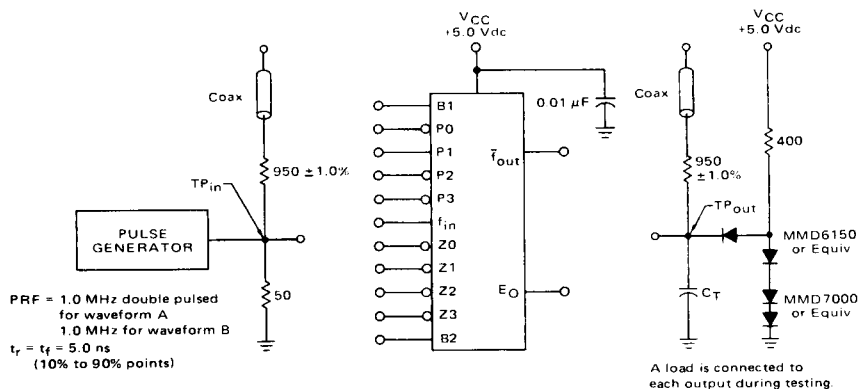 Coax
950 ± 1.0%
TPin
PULSE
GENERATOR
50
PRF = 1.0 MHz double pulsed
for waveform A
1.0 MHz for waveform B
tr = tf = 5.0 ns
(10% to 90% points)
VCC
+5.0 Vdc
0.01 µF
B1
P0
P1
P2
P3
fin
Z0
Z1
Z2
Z3
B2
f̅out
EO
VCC
+5.0 Vdc
Coax
400
950
± 1.0%
TPout
MMD6150
or Equiv
CT
MMD7000
or Equiv
A load is connected to
each output during testing.